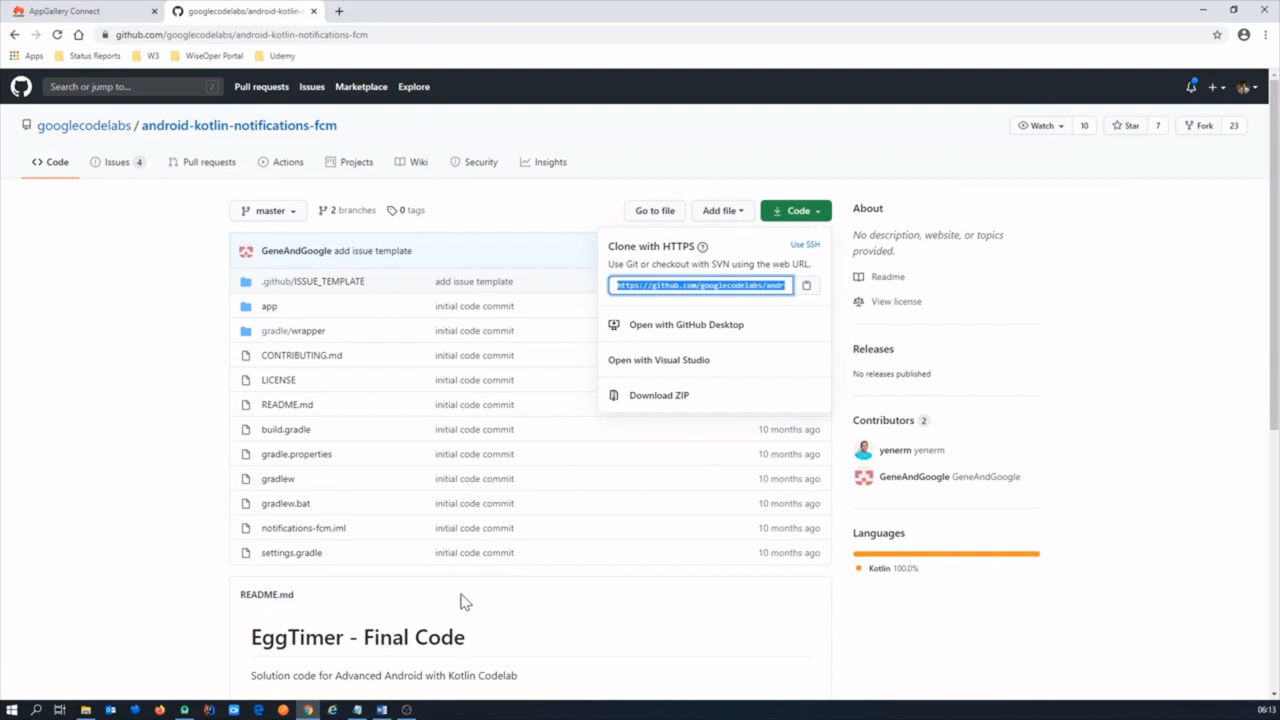 AppGallery Connect
googlecodelabs/android-kotlin-n
github.com/googlecodelabs/android-kotlin-notifications-fcm
Apps Status Reports W3 WiseOper Portal Udemy
Search or jump to... / Pull requests Issues Marketplace Explore
googlecodelabs / android-kotlin-notifications-fcm
Watch 10 Star 7 Fork 23
Code Issues 4 Pull requests Actions Projects Wiki Security Insights
master 2 branches 0 tags Go to file Add file Code
About
No description, website, or topics
provided.
Readme
View license
Releases
No releases published
Contributors 2
yenerm yenerm
GeneAndGoogle GeneAndGoogle
Languages
Kotlin 100.0%
GeneAndGoogle add issue template
.github/ISSUE_TEMPLATE add issue template
app initial code commit
gradle/wrapper initial code commit
CONTRIBUTING.md initial code commit
LICENSE initial code commit
README.md initial code commit
build.gradle initial code commit 10 months ago
gradle.properties initial code commit 10 months ago
gradlew initial code commit 10 months ago
gradlew.bat initial code commit 10 months ago
notifications-fcm.iml initial code commit 10 months ago
settings.gradle initial code commit 10 months ago
Clone with HTTPS Use SSH
Use Git or checkout with SVN using the web URL.
https://github.com/googlecodelabs/andr
Open with GitHub Desktop
Open with Visual Studio
Download ZIP
README.md
EggTimer - Final Code
Solution code for Advanced Android with Kotlin Codelab
06:13